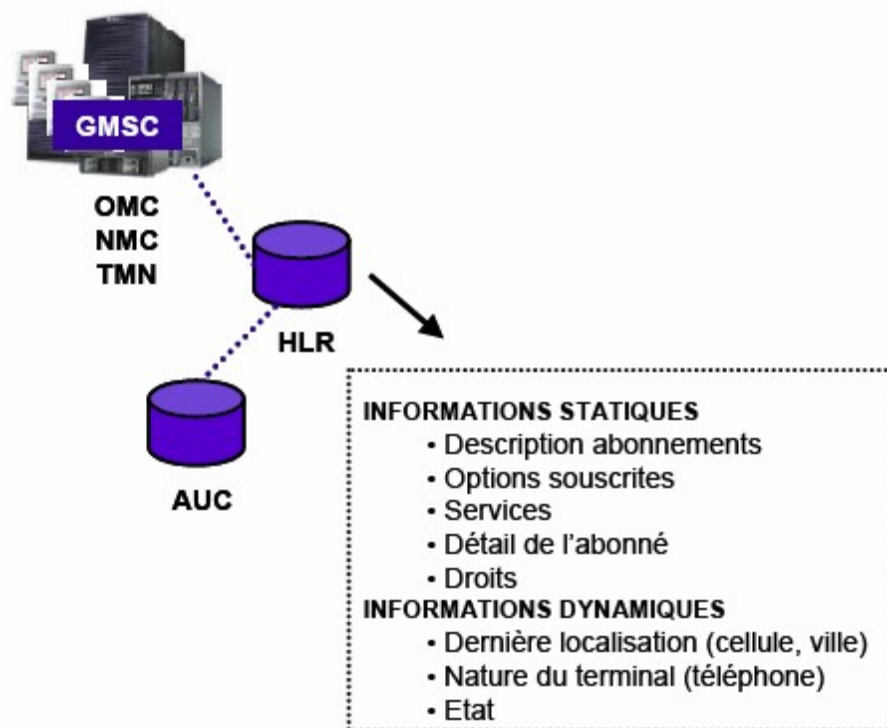 GMSC
OMC
NMC
TMN
HLR
AUC
INFORMATIONS STATIQUES
• Description abonnements
• Options souscrites
• Services
• Détail de l'abonné
• Droits
INFORMATIONS DYNAMIQUES
• Dernière localisation (cellule, ville)
• Nature du terminal (téléphone)
• Etat